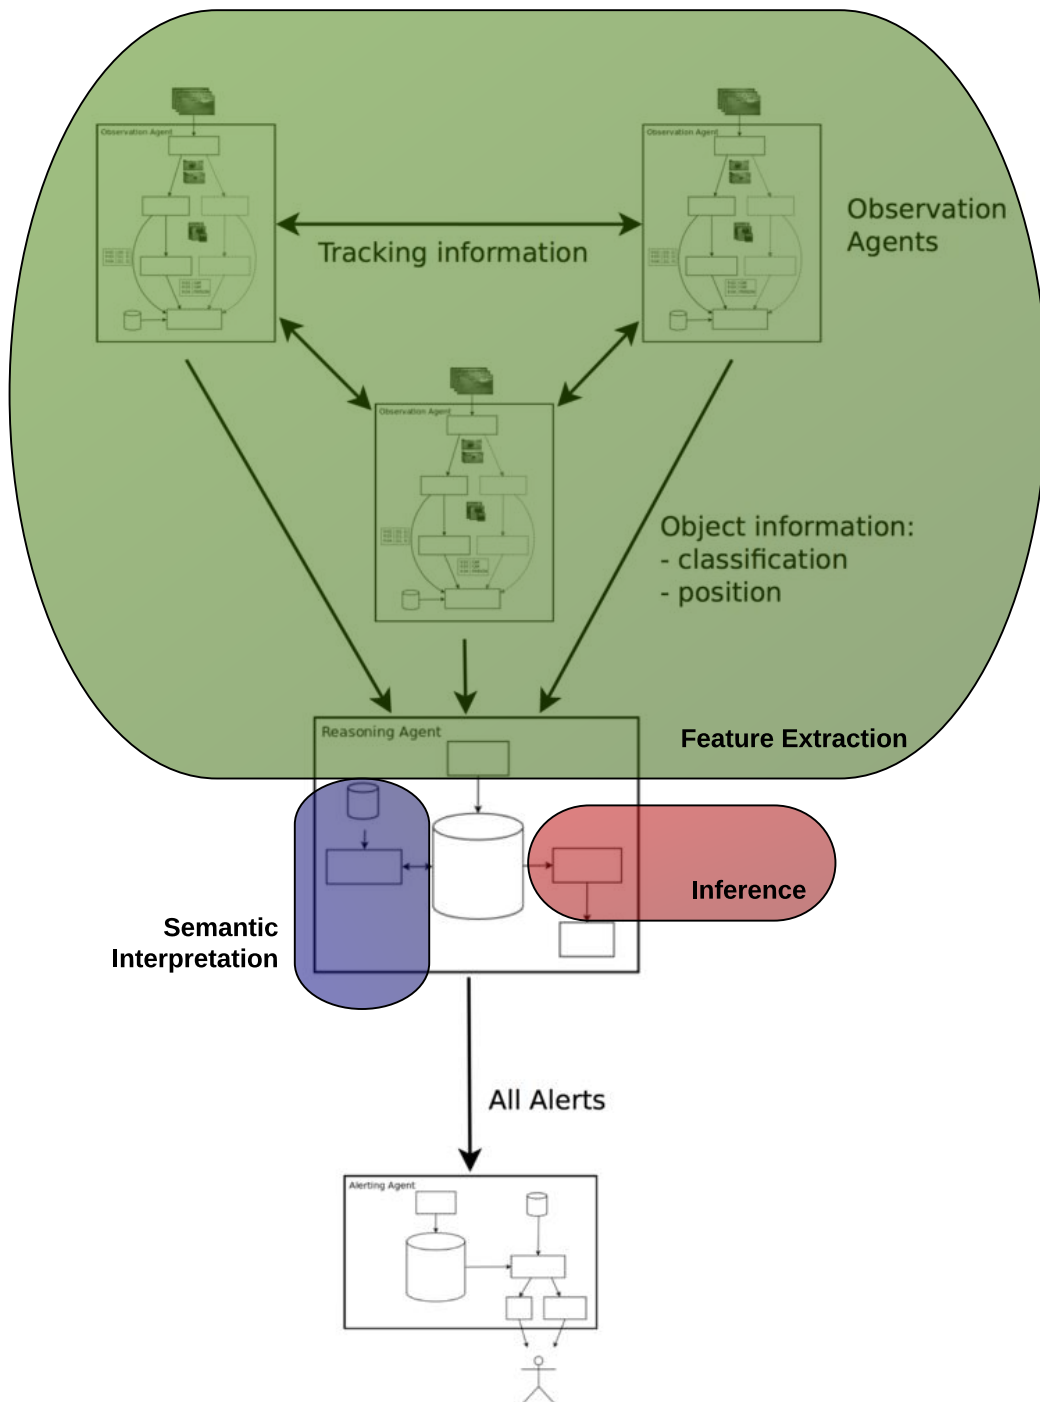 Observation Agent
Observation Agent
Observation
Agents
Tracking information
Observation Agent
Object information:
- classification
- position
Reasoning Agent
Feature Extraction
Inference
Semantic
Interpretation
All Alerts
Alerting Agent